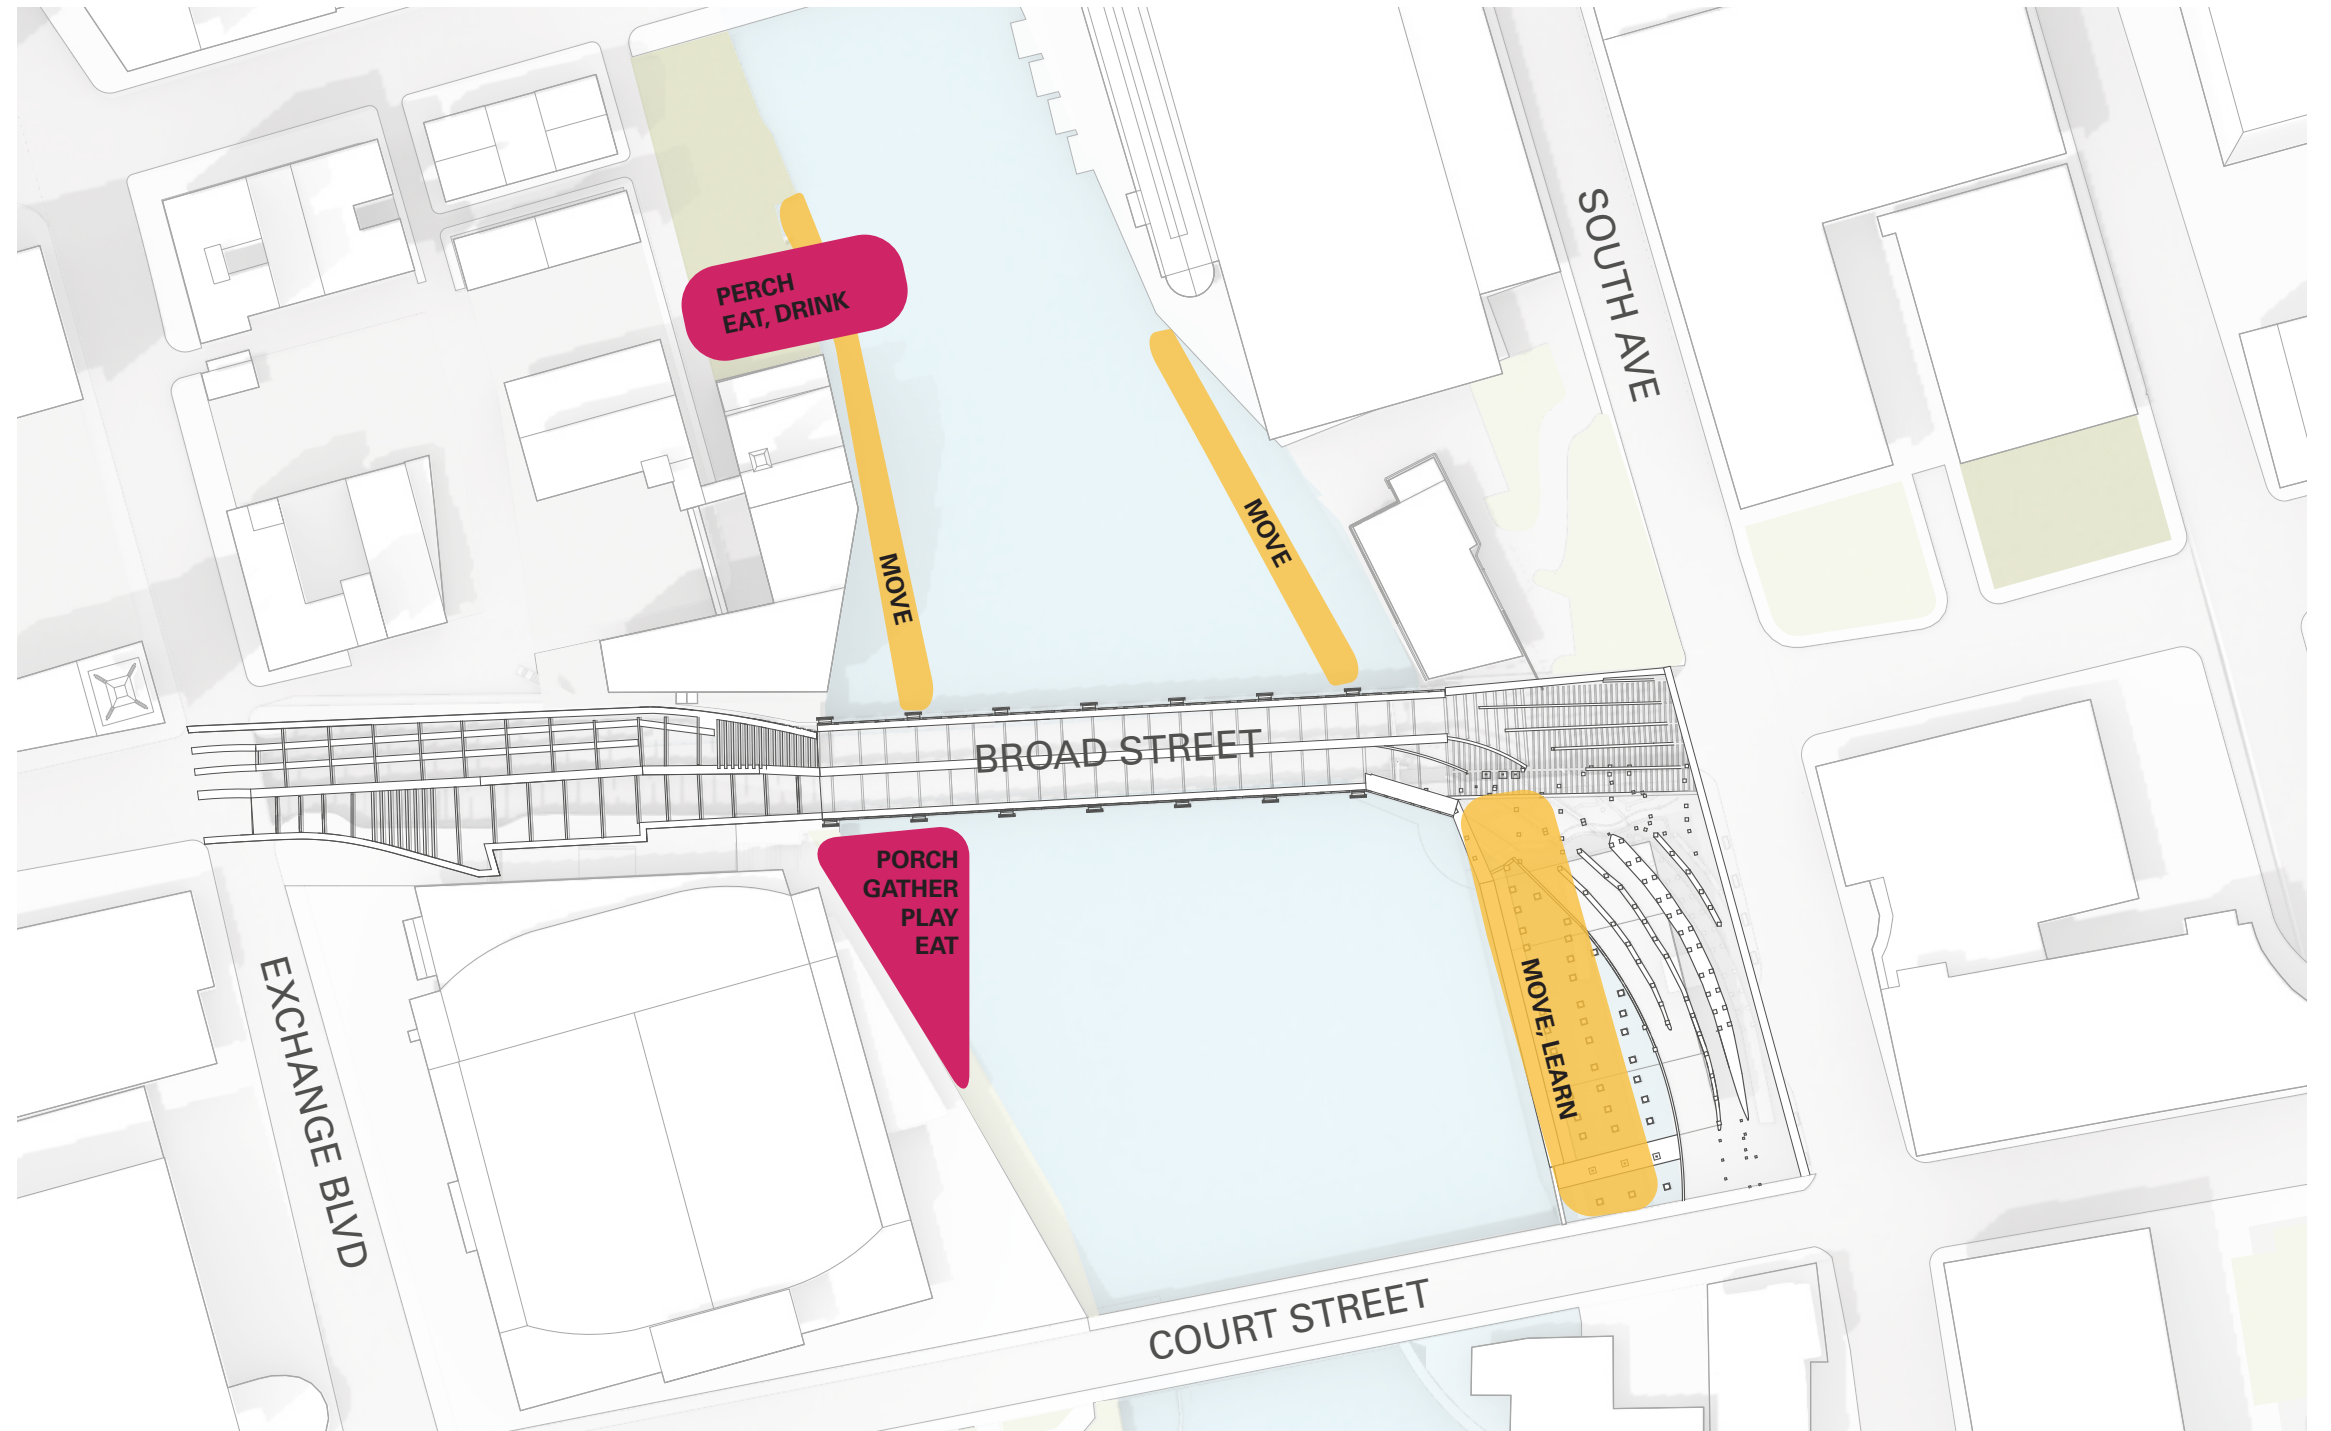 SOUTH AVE
PERCH
EAT, DRINK
MOVE
MOVE
BROAD STREET
PORCH
GATHER
PLAY
EAT
MOVE, LEARN
EXCHANGE BLVD
COURT STREET